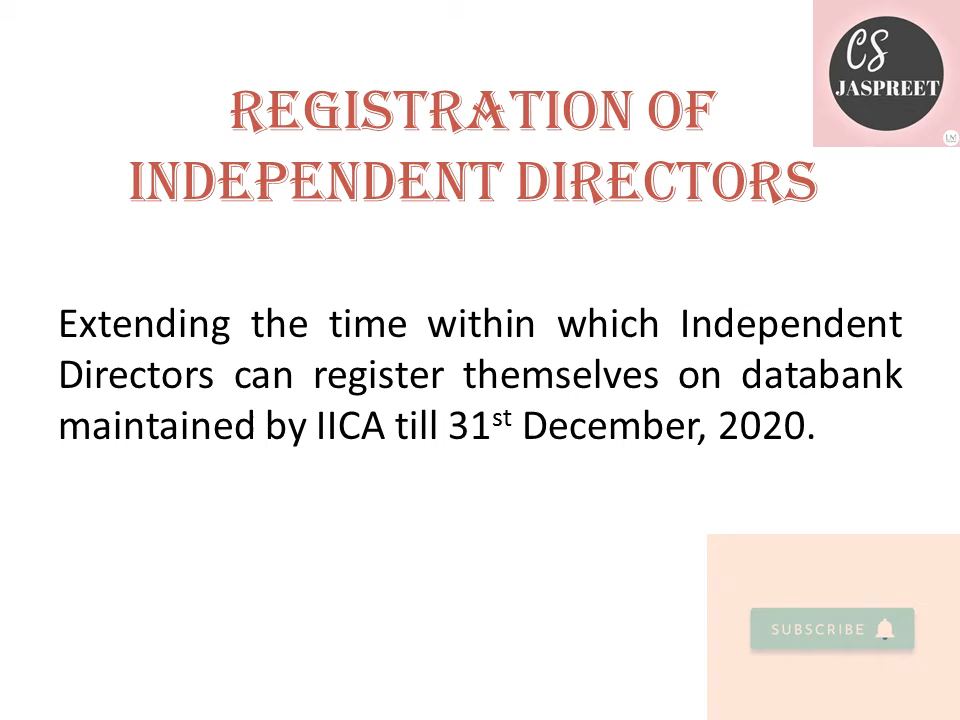 CS
JASPREET
LM
REGISTRATION OF
INDEPENDENT DIRECTORS
Extending the time within which Independent
Directors can register themselves on databank
maintained by IICA till 31st December, 2020.
SUBSCRIBE